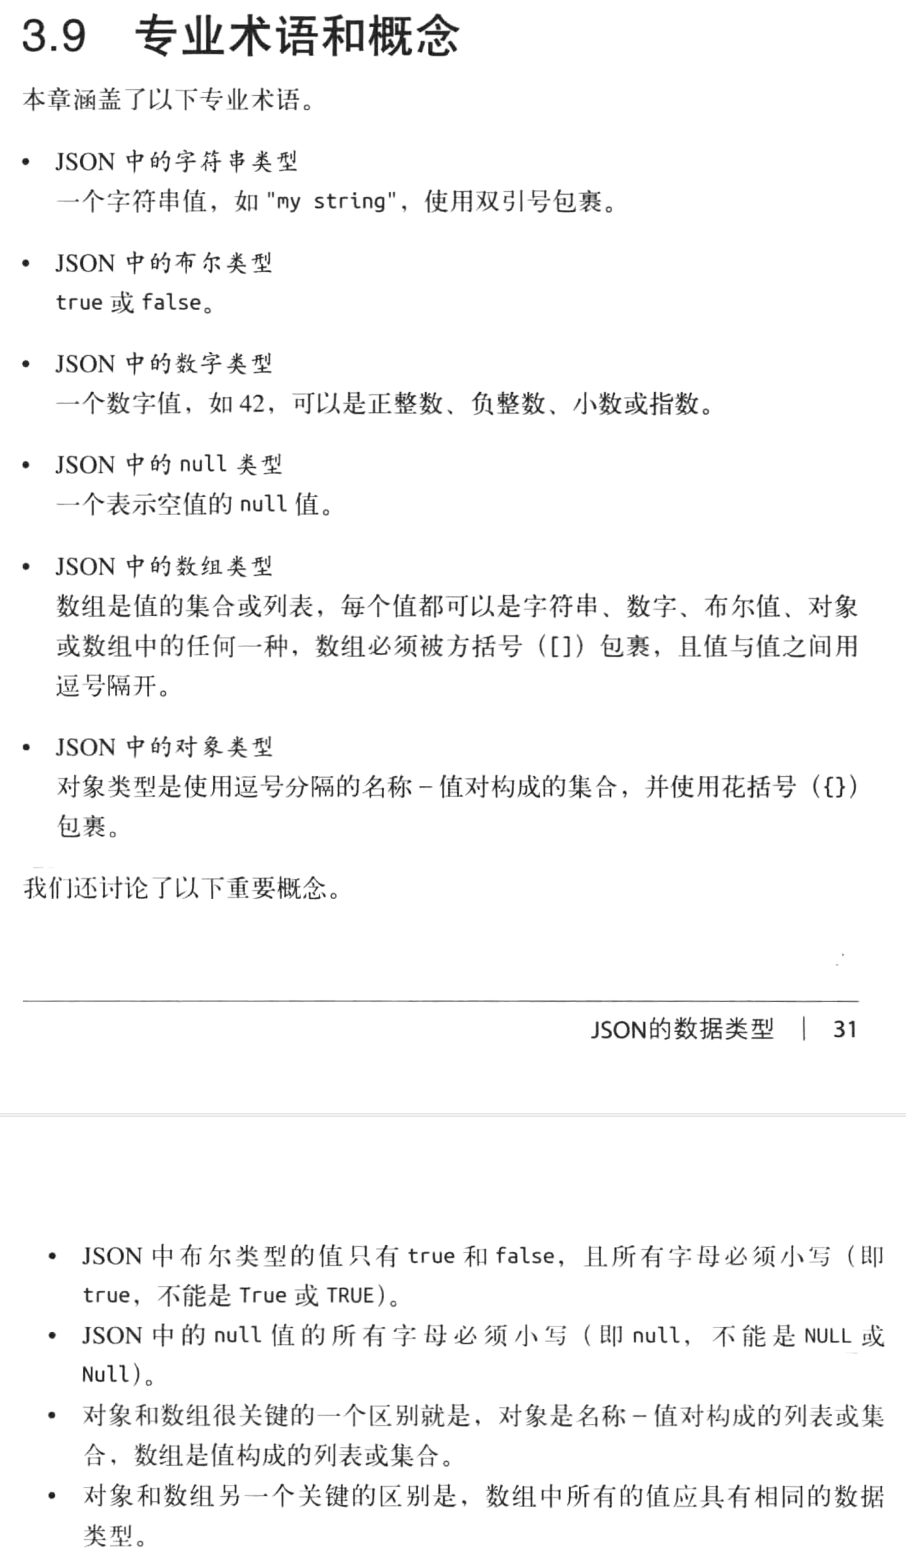 3.9 专业术语和概念
本章涵盖了以下专业术语。
• JSON 中的字符串类型
一个字符串值，如 "my string"，使用双引号包裹。
• JSON 中的布尔类型
true 或 false。
• JSON 中的数字类型
一个数字值，如 42，可以是正整数、负整数、小数或指数。
• JSON 中的 null 类型
一个表示空值的 null 值。
• JSON 中的数组类型
数组是值的集合或列表，每个值都可以是字符串、数字、布尔值、对象
或数组中的任何一种，数组必须被方括号（[]）包裹，且值与值之间用
逗号隔开。
• JSON 中的对象类型
对象类型是使用逗号分隔的名称 – 值对构成的集合，并使用花括号（{}）
包裹。
我们还讨论了以下重要概念。
JSON的数据类型 | 31
• JSON 中布尔类型的值只有 true 和 false，且所有字母必须小写（即
true，不能是 True 或 TRUE）。
• JSON 中的 null 值的所有字母必须小写（即 null，不能是 NULL 或
Null）。
• 对象和数组很关键的一个区别就是，对象是名称 – 值对构成的列表或集
合，数组是值构成的列表或集合。
• 对象和数组另一个关键的区别是，数组中所有的值应具有相同的数据
类型。